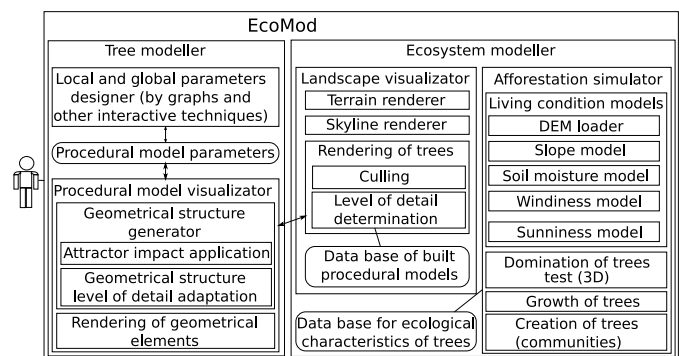 EcoMod
Tree modeller
Local and global parameters
designer (by graphs and
other interactive techniques)
Procedural model parameters
Procedural model visualizator
Geometrical structure
generator
Attractor impact application
Geometrical structure
level of detail adaptation
Rendering of geometrical
elements
Ecosystem modeller
Landscape visualizator
Terrain renderer
Skyline renderer
Rendering of trees
Culling
Level of detail
determination
Data base of built
procedural models
Data base for ecological
characteristics of trees
Afforestation simulator
Living condition models
DEM loader
Slope model
Soil moisture model
Windiness model
Sunniness model
Domination of trees
test (3D)
Growth of trees
Creation of trees
(communities)